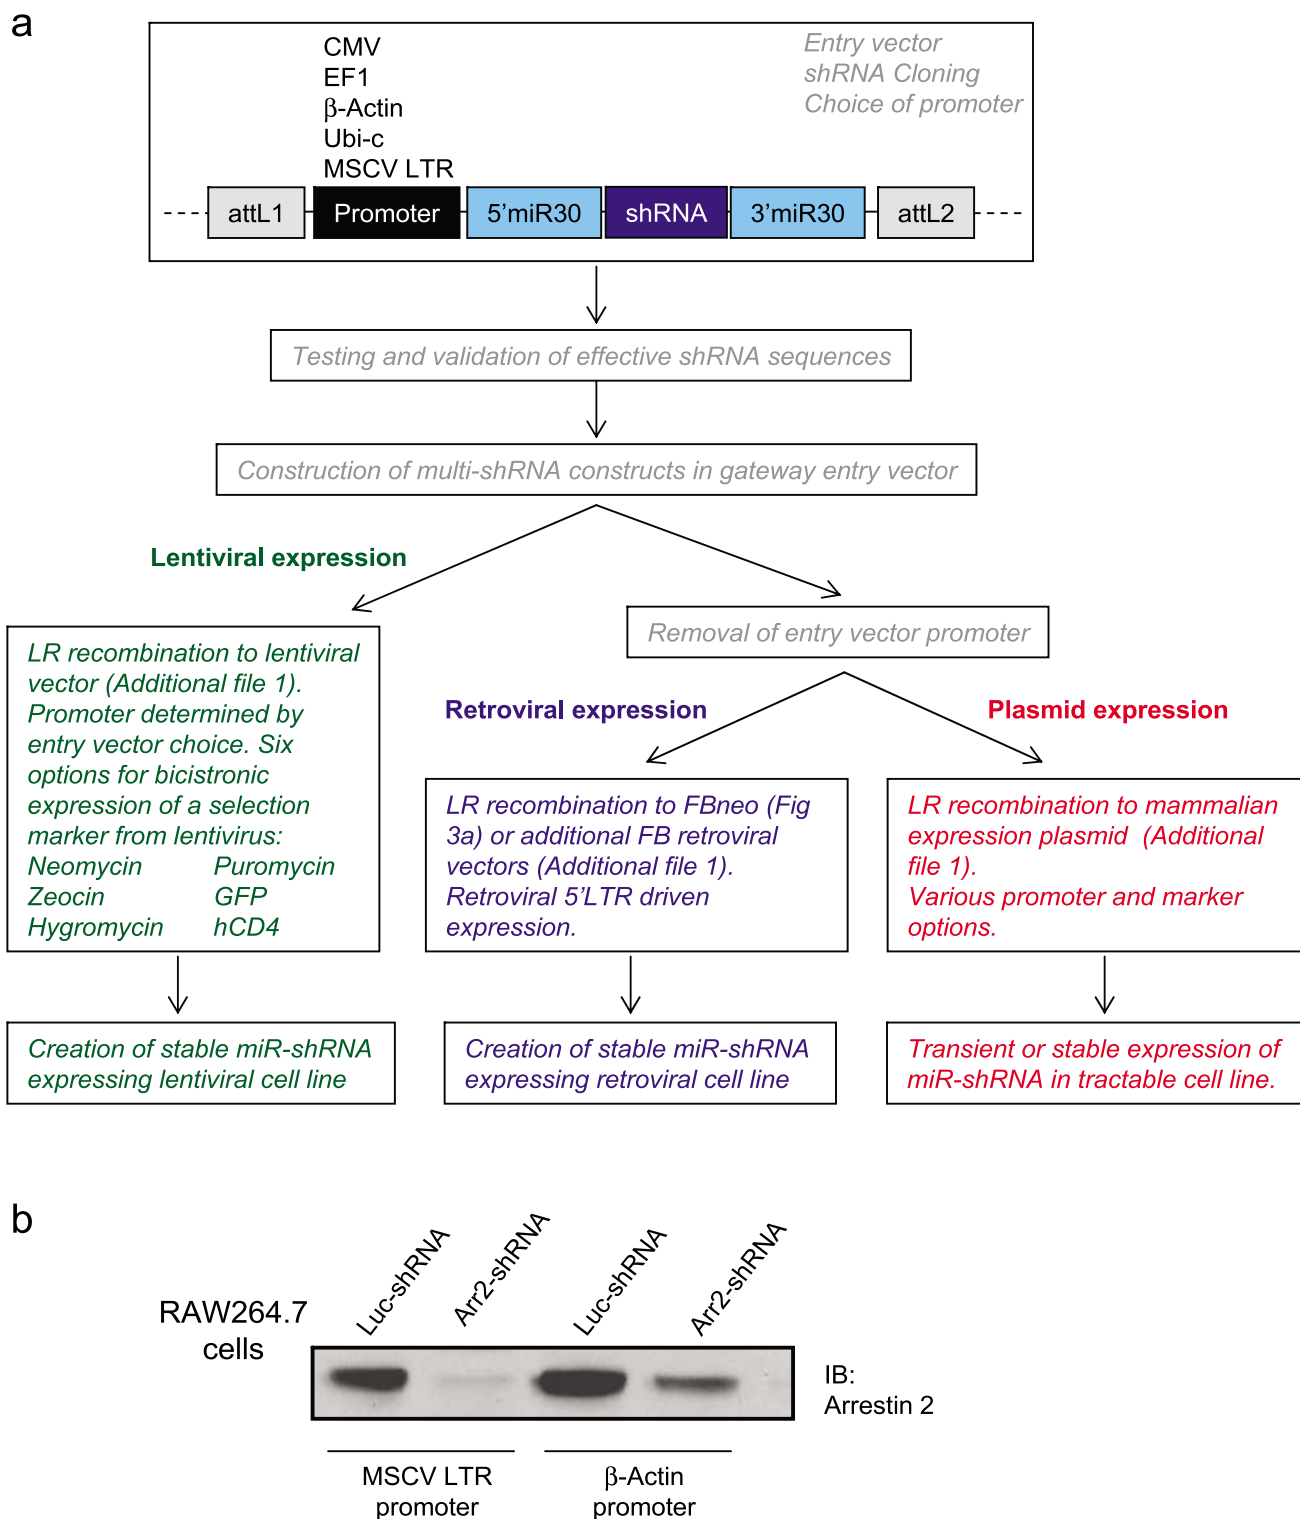 a
CMV
EF1
β-Actin
Ubi-c
MSCV LTR
Entry vector
shRNA Cloning
Choice of promoter
attL1
Promoter
5'miR30
shRNA
3'miR30
attL2
Testing and validation of effective shRNA sequences
Construction of multi-shRNA constructs in gateway entry vector
Lentiviral expression
Removal of entry vector promoter
LR recombination to lentiviral
vector (Additional file 1).
Promoter determined by
entry vector choice. Six
options for bicistronic
expression of a selection
marker from lentivirus:
Neomycin Puromycin
Zeocin GFP
Hygromycin hCD4
Retroviral expression
Plasmid expression
LR recombination to FBneo (Fig
3a) or additional FB retroviral
vectors (Additional file 1).
Retroviral 5'LTR driven
expression.
LR recombination to mammalian
expression plasmid (Additional
file 1).
Various promoter and marker
options.
Creation of stable miR-shRNA
expressing lentiviral cell line
Creation of stable miR-shRNA
expressing retroviral cell line
Transient or stable expression of
miR-shRNA in tractable cell line.
b
RAW264.7
cells
Luc-shRNA
Arr2-shRNA
Luc-shRNA
Arr2-shRNA
IB:
Arrestin 2
MSCV LTR
promoter
β-Actin
promoter